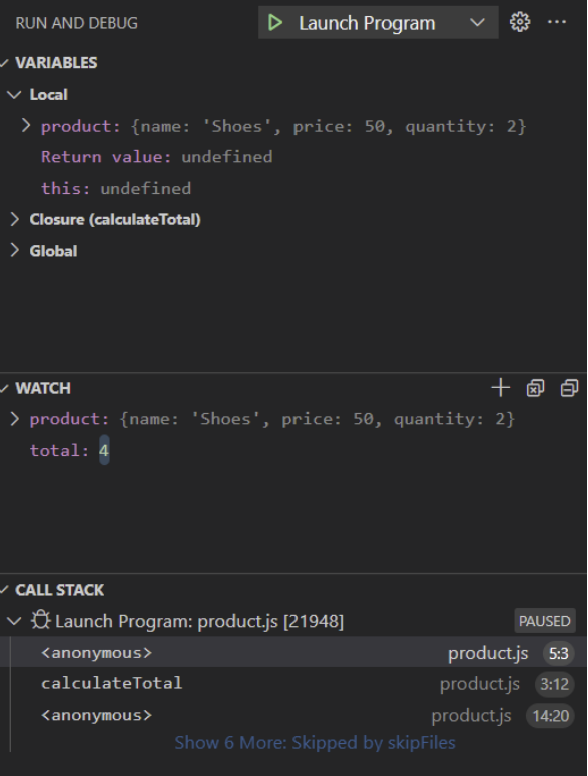 RUN AND DEBUG Launch Program ...
VARIABLES
Local
product: {name: 'Shoes', price: 50, quantity: 2}
Return value: undefined
this: undefined
Closure (calculateTotal)
Global
WATCH
product: {name: 'Shoes', price: 50, quantity: 2}
total: 4
CALL STACK
Launch Program: product.js [21948] PAUSED
<anonymous> product.js 5:3
calculateTotal product.js 3:12
<anonymous> product.js 14:20
Show 6 More: Skipped by skipFiles